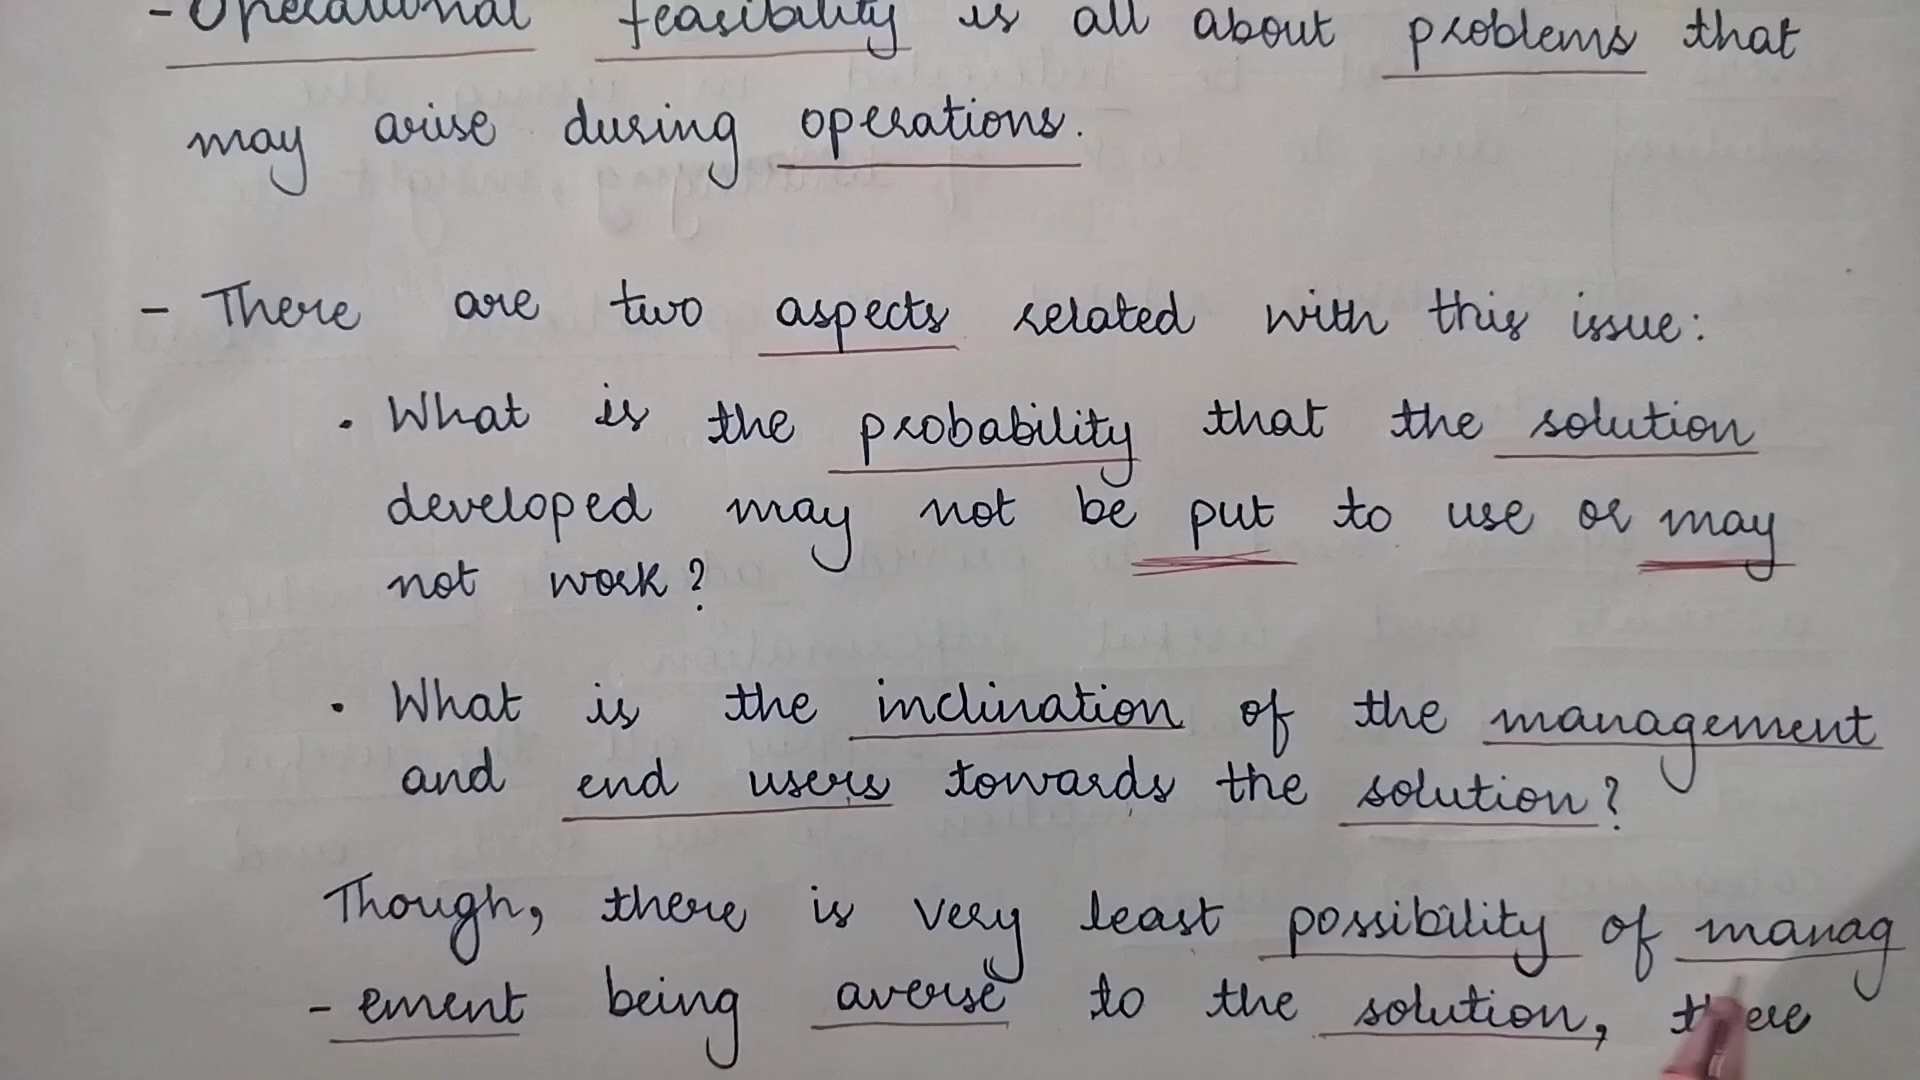 - Operational feasibility is all about problems that
may arise during operations.
- There are two aspects related with this issue:
. What is the probability that the solution
developed may not be put to use or may
not work?
. What is the inclination of the management
and end users towards the solution?
Though, there is very least possibility of manag
- ement being averse to the solution, there